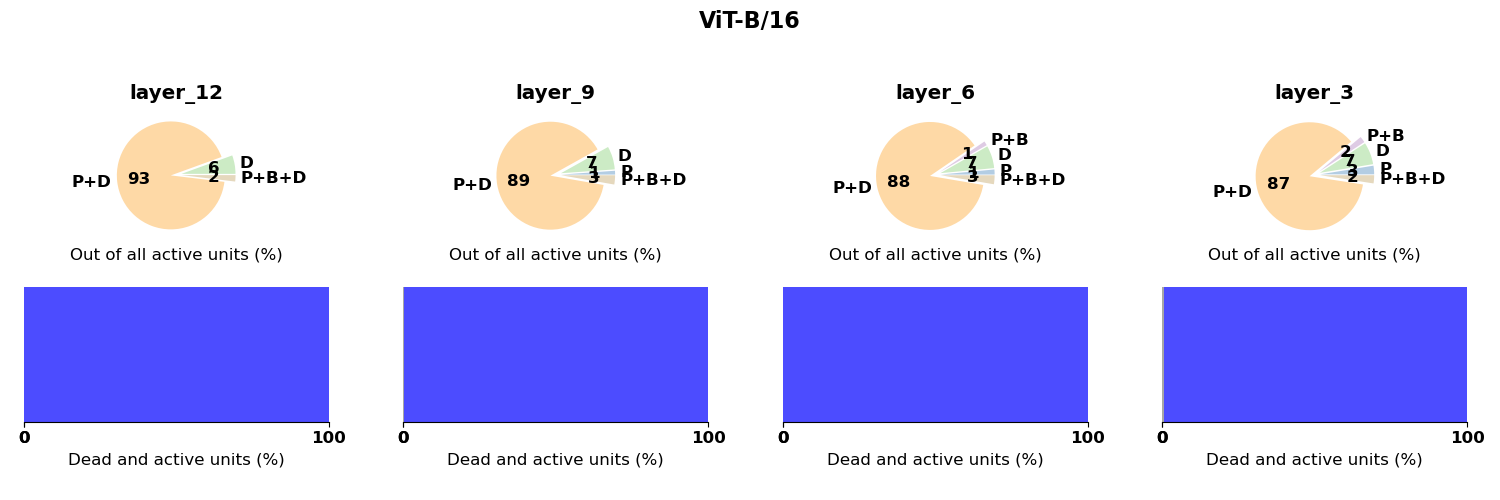 ViT-B/16
layer_12
P+D 93
6 D
2 P+B+D
Out of all active units (%)
0 100
Dead and active units (%)
layer_9
P+D 89
7 D
1 P
3 P+B+D
Out of all active units (%)
0 100
Dead and active units (%)
layer_6
1 P+B
P+D 88
7 D
1 P
3 P+B+D
Out of all active units (%)
0 100
Dead and active units (%)
layer_3
2 P+B
P+D 87
7 D
3 P
2 P+B+D
Out of all active units (%)
0 100
Dead and active units (%)